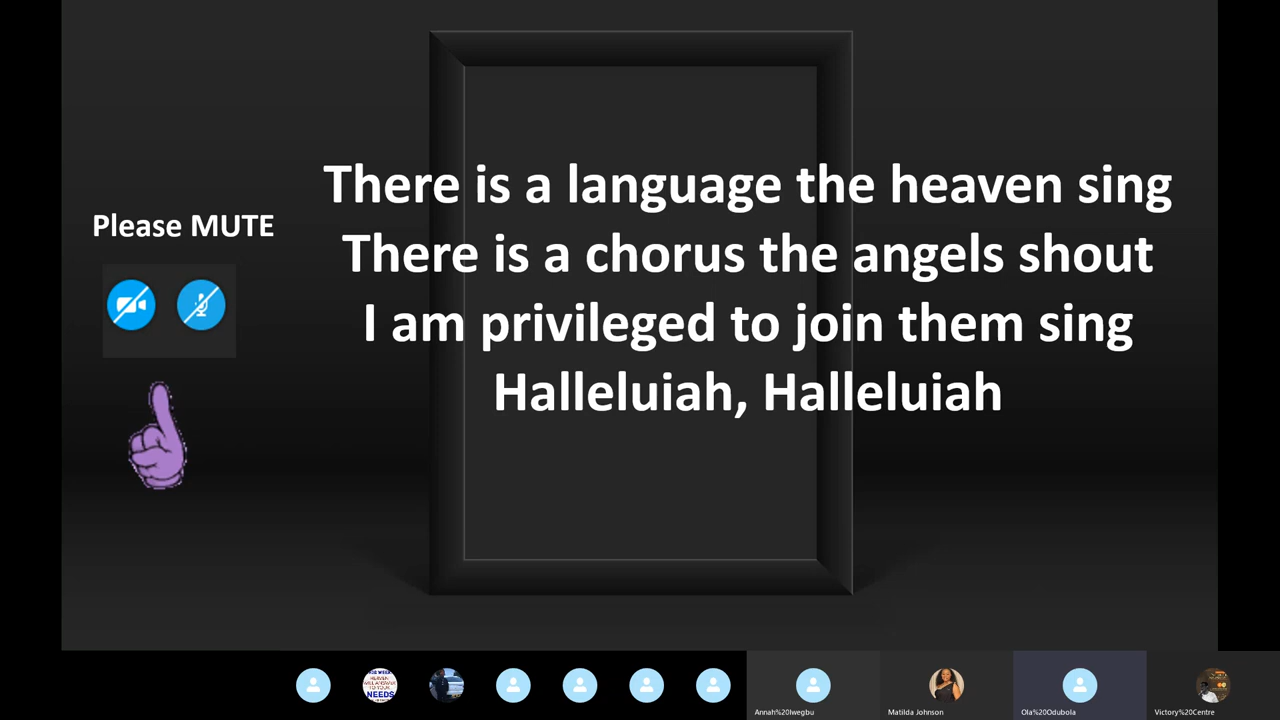 There is a language the heaven sing
There is a chorus the angels shout
I am privileged to join them sing
Halleluiah, Halleluiah
Please MUTE
NEEDS
Annah%20Iwegbu
Matilda Johnson
Ola%20Odubola
Victory%20Centre